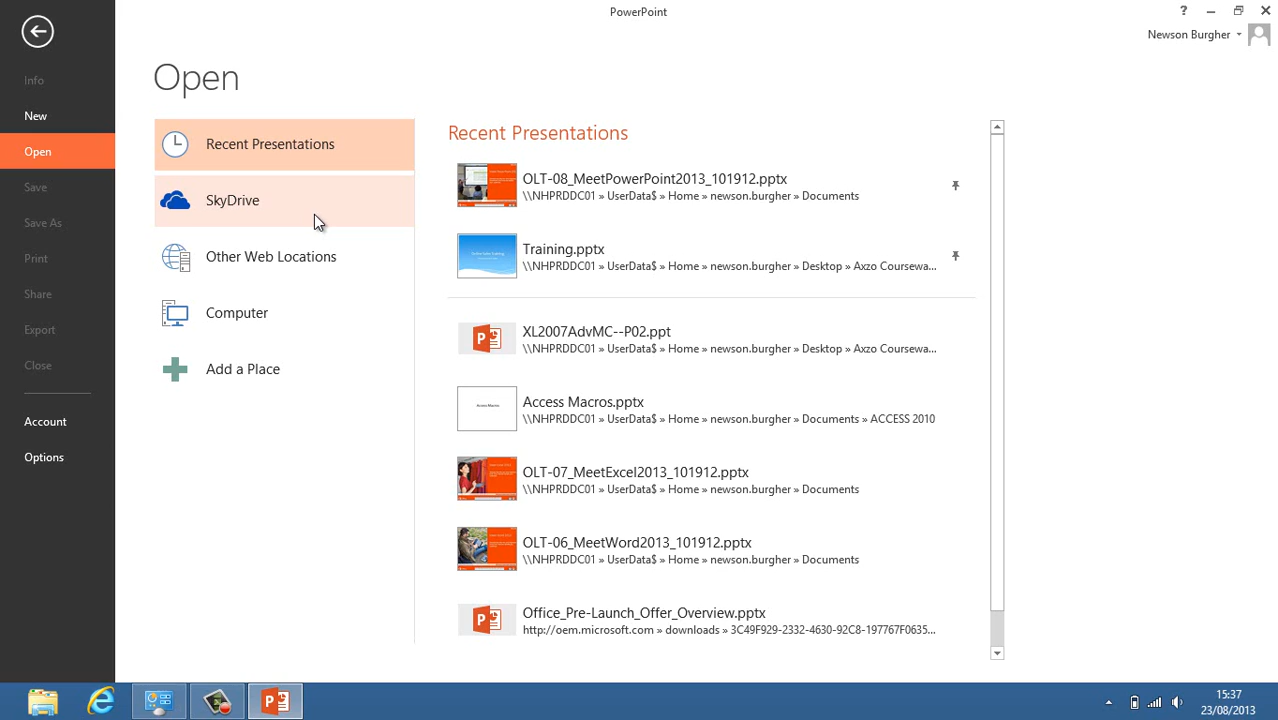 PowerPoint
?
Newson Burgher
Info
New
Open
Save
Save As
Print
Share
Export
Close
Account
Options
Open
Recent Presentations
SkyDrive
Other Web Locations
Computer
Add a Place
Recent Presentations
OLT-08_MeetPowerPoint2013_101912.pptx
\\NHPRDDC01 » UserData$ » Home » newson.burgher » Documents
Training.pptx
\\NHPRDDC01 » UserData$ » Home » newson.burgher » Desktop » Axzo Coursewa...
XL2007AdvMC--P02.ppt
\\NHPRDDC01 » UserData$ » Home » newson.burgher » Desktop » Axzo Coursewa...
Access Macros.pptx
\\NHPRDDC01 » UserData$ » Home » newson.burgher » Documents » ACCESS 2010
OLT-07_MeetExcel2013_101912.pptx
\\NHPRDDC01 » UserData$ » Home » newson.burgher » Documents
OLT-06_MeetWord2013_101912.pptx
\\NHPRDDC01 » UserData$ » Home » newson.burgher » Documents
Office_Pre-Launch_Offer_Overview.pptx
http://oem.microsoft.com » downloads » 3C49F929-2332-4630-92C8-197767F0635...
15:37
23/08/2013